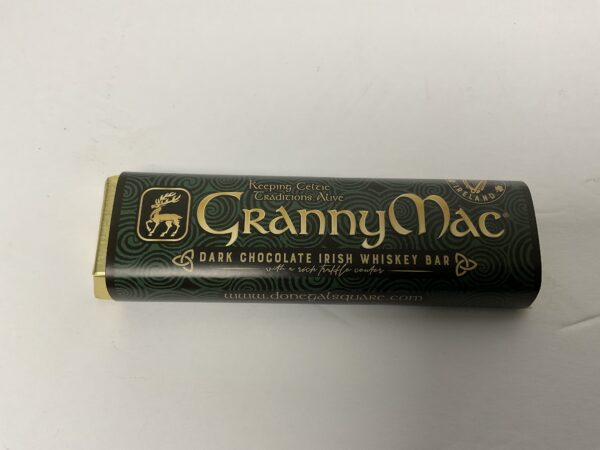 Keeping Celtic
Traditions Alive
GrannyMac®
IRELAND
DARK CHOCOLATE IRISH WHISKEY BAR
with a rich truffle center
www.donegalsquare.com